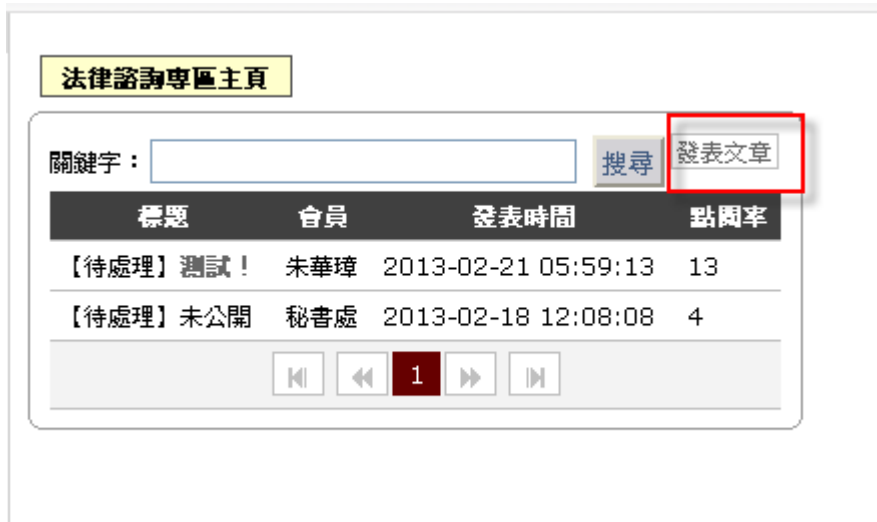 法律諮詢專區主頁
關鍵字： 搜尋 發表文章
標題 會員 發表時間 點閱率
【待處理】測試！ 朱華璋 2013-02-21 05:59:13 13
【待處理】未公開 秘書處 2013-02-18 12:08:08 4
1